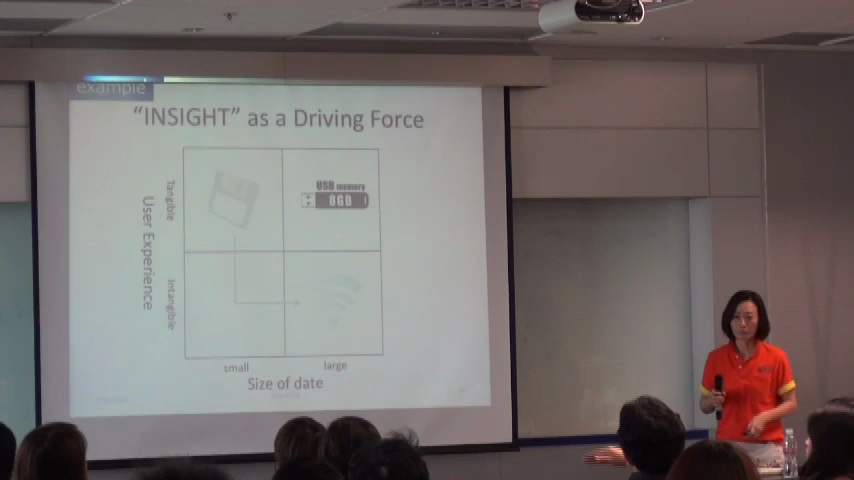 example
“INSIGHT” as a Driving Force
Tangible
USB memory
8GB
User Experience
Intangible
small
large
Size of date